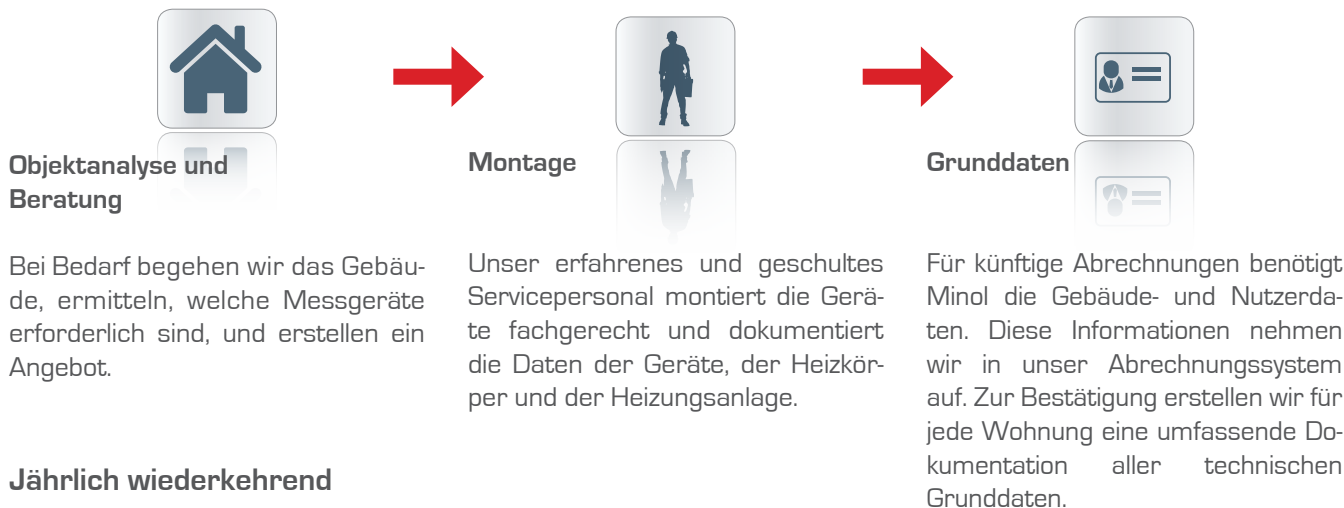 Objektanalyse und
Beratung
Bei Bedarf begehen wir das Gebäu-
de, ermitteln, welche Messgeräte
erforderlich sind, und erstellen ein
Angebot.
Montage
Unser erfahrenes und geschultes
Servicepersonal montiert die Gerä-
te fachgerecht und dokumentiert
die Daten der Geräte, der Heizkör-
per und der Heizungsanlage.
Grunddaten
Für künftige Abrechnungen benötigt
Minol die Gebäude- und Nutzerda-
ten. Diese Informationen nehmen
wir in unser Abrechnungssystem
auf. Zur Bestätigung erstellen wir für
jede Wohnung eine umfassende Do-
kumentation aller technischen
Grunddaten.
Jährlich wiederkehrend